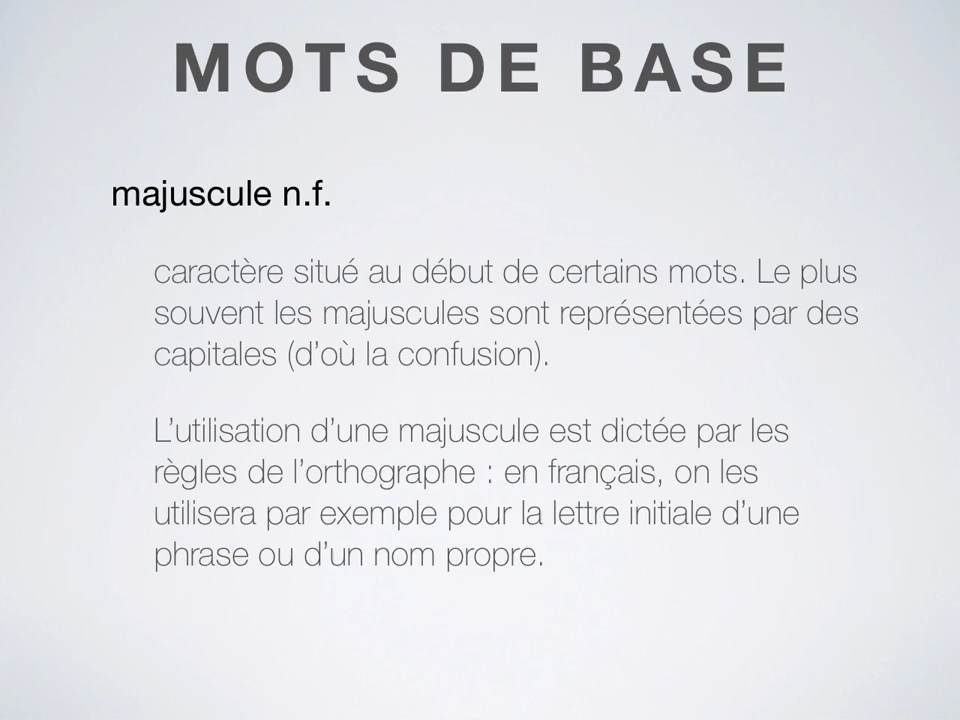 MOTS DE BASE
majuscule n.f.
caractère situé au début de certains mots. Le plus
souvent les majuscules sont représentées par des
capitales (d’où la confusion).
L’utilisation d’une majuscule est dictée par les
règles de l’orthographe : en français, on les
utilisera par exemple pour la lettre initiale d’une
phrase ou d’un nom propre.